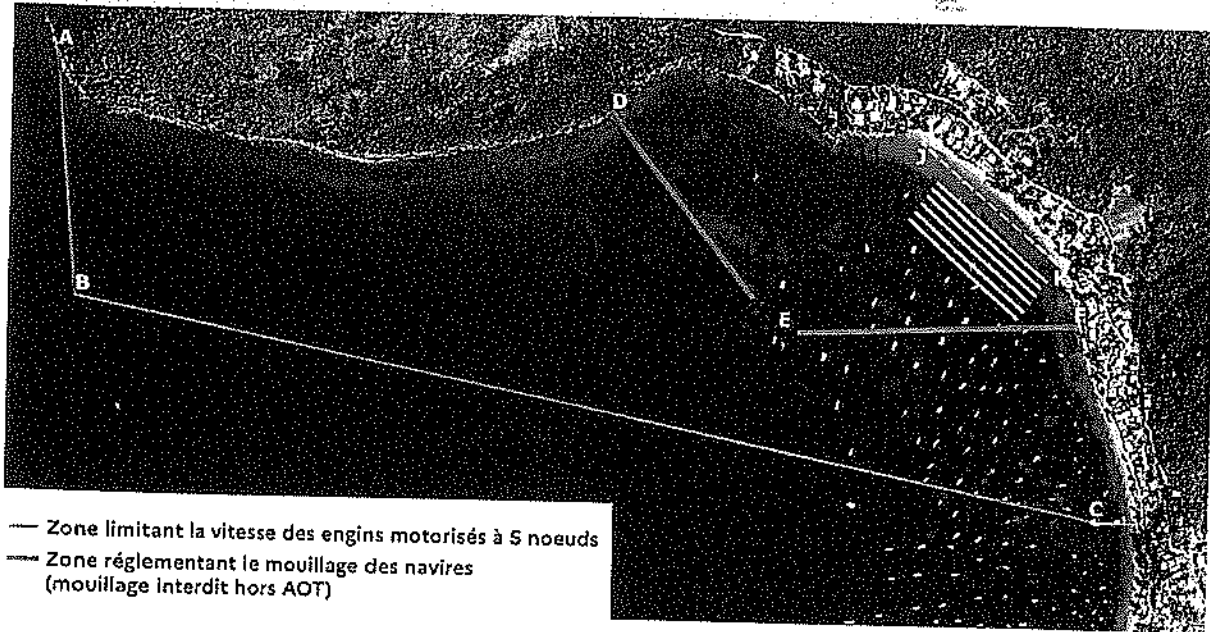 A
D
J
K
B
E
F
C
Zone limitant la vitesse des engins motorisés à 5 noeuds
Zone réglementant le mouillage des navires
(mouillage interdit hors AOT)